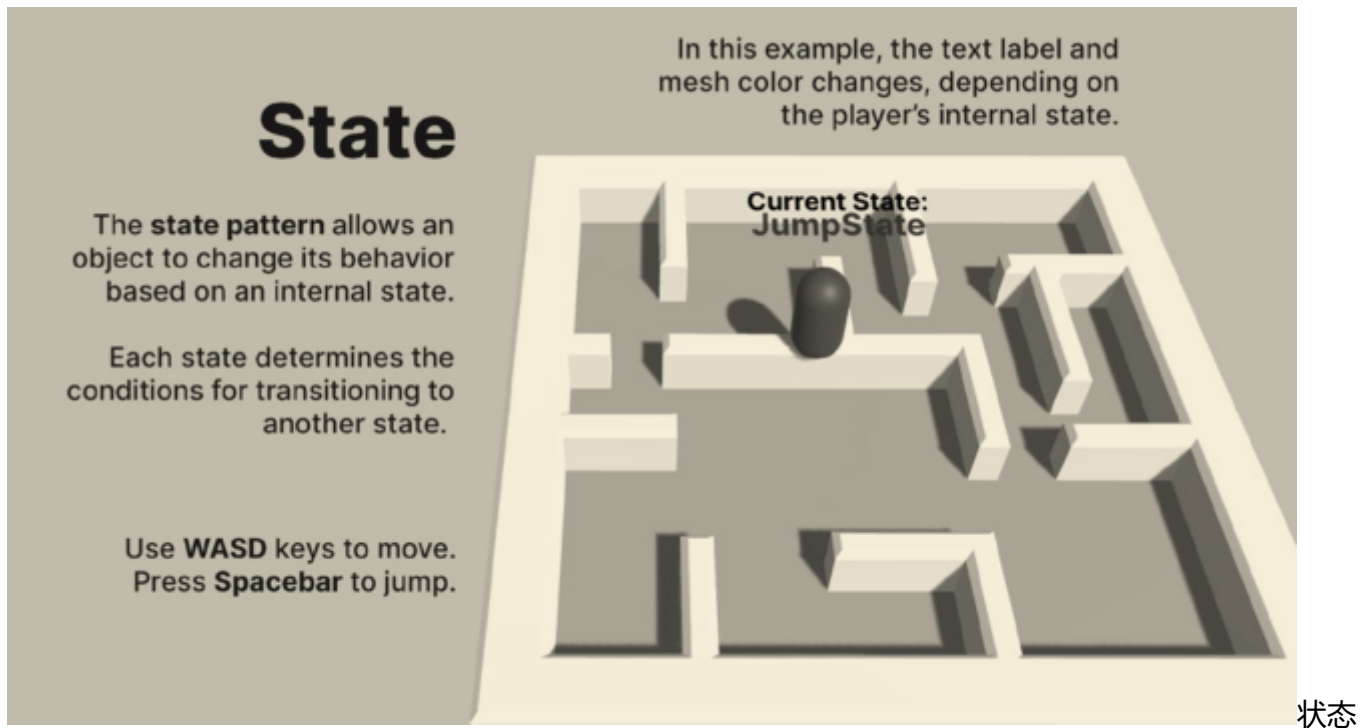 State
The state pattern allows an
object to change its behavior
based on an internal state.
Each state determines the
conditions for transitioning to
another state.
Use WASD keys to move.
Press Spacebar to jump.
In this example, the text label and
mesh color changes, depending on
the player’s internal state.
Current State:
JumpState
状态